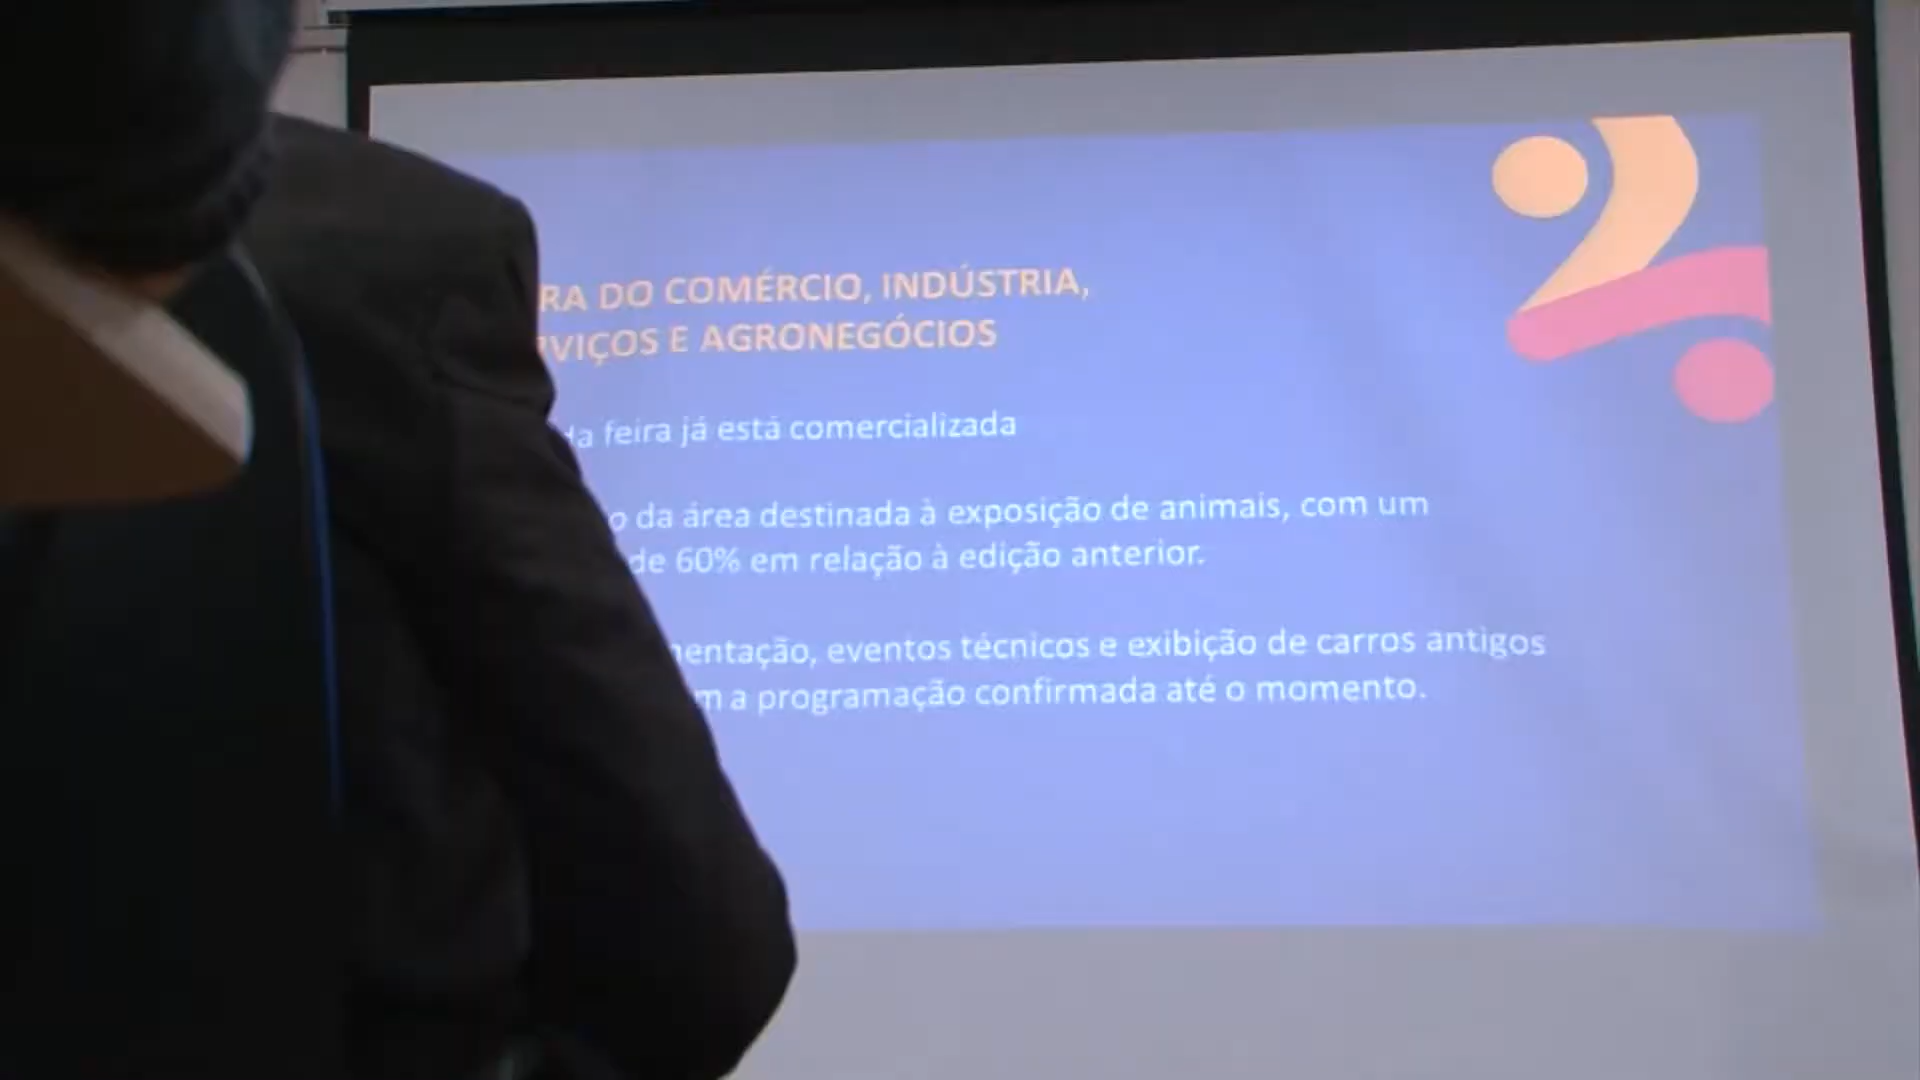 RA DO COMÉRCIO, INDÚSTRIA,
VIÇOS E AGRONEGÓCIOS
da feira já está comercializada
o da área destinada à exposição de animais, com um
de 60% em relação à edição anterior.
entação, eventos técnicos e exibição de carros antigos
m a programação confirmada até o momento.